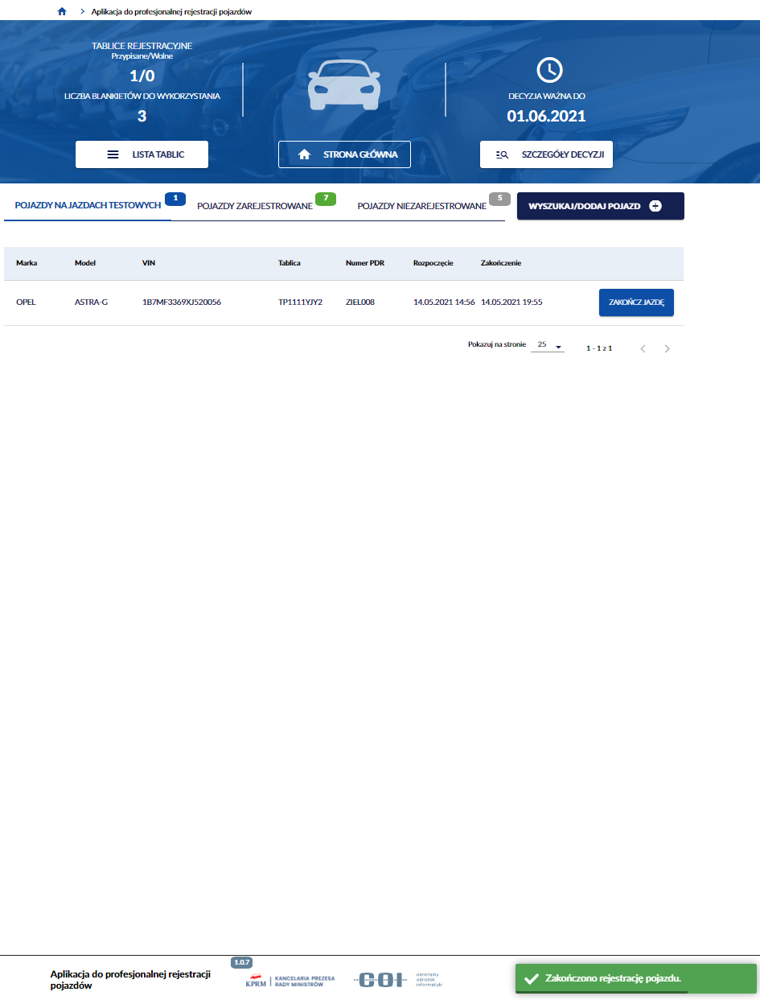 Aplikacja do profesjonalnej rejestracji pojazdów
TABLICE REJESTRACYJNE
Przypisane/Wolne
1/0
LICZBA BLANKIETÓW DO WYKORZYSTANIA
3
DECYZJA WAŻNA DO
01.06.2021
LISTA TABLIC
STRONA GŁÓWNA
SZCZEGÓŁY DECYZJI
POJAZDY NA JAZDACH TESTOWYCH 1
POJAZDY ZAREJESTROWANE 7
POJAZDY NIEZAREJESTROWANE 5
WYSZUKAJ/DODAJ POJAZD
Marka Model VIN Tablica Numer PDR Rozpoczęcie Zakończenie
OPEL ASTRA-G 1B7MF3369XJ520056 TP1111YJY2 ZIEL008 14.05.2021 14:56 14.05.2021 19:55 ZAKOŃCZ JAZDĘ
Pokazuj na stronie 25 1 - 1 z 1
1.0.7
Aplikacja do profesjonalnej rejestracji
pojazdów
KPRM
KANCELARIA PREZESA
RADY MINISTRÓW
COI
centralny
ośrodek
informatyki
Zakończono rejestrację pojazdu.